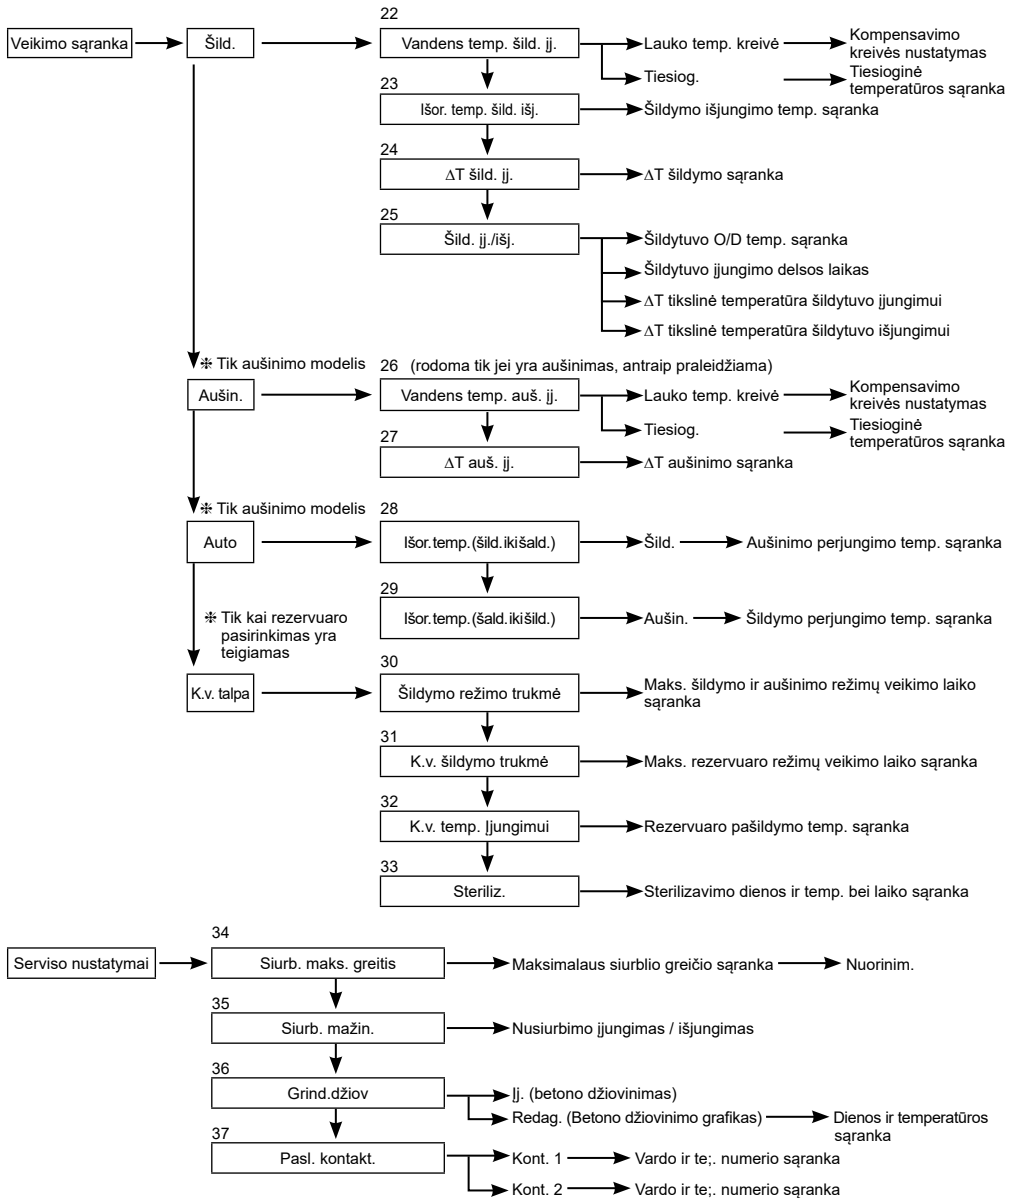 22
Veikimo sąranka
Šild.
Vandens temp. šild. įj.
Lauko temp. kreivė
Kompensavimo
kreivės nustatymas
Tiesiog.
Tiesioginė
temperatūros sąranka
23
Išor. temp. šild. išj.
Šildymo išjungimo temp. sąranka
24
∆T šild. įj.
∆T šildymo sąranka
25
Šild. įj./išj.
Šildytuvo O/D temp. sąranka
Šildytuvo įjungimo delsos laikas
∆T tikslinė temperatūra šildytuvo įjungimui
∆T tikslinė temperatūra šildytuvo išjungimui
⁜ Tik aušinimo modelis
26 (rodoma tik jei yra aušinimas, antraip praleidžiama)
Aušin.
Vandens temp. auš. įj.
Lauko temp. kreivė
Kompensavimo
kreivės nustatymas
Tiesiog.
Tiesioginė
temperatūros sąranka
27
∆T auš. įj.
∆T aušinimo sąranka
⁜ Tik aušinimo modelis
28
Auto
Išor.temp.(šild.ikišald.)
Šild.
Aušinimo perjungimo temp. sąranka
29
Išor.temp.(šald.ikišild.)
Aušin.
Šildymo perjungimo temp. sąranka
⁜ Tik kai rezervuaro
pasirinkimas yra
teigiamas
30
K.v. talpa
Šildymo režimo trukmė
Maks. šildymo ir aušinimo režimų veikimo laiko
sąranka
31
K.v. šildymo trukmė
Maks. rezervuaro režimų veikimo laiko sąranka
32
K.v. temp. Įjungimui
Rezervuaro pašildymo temp. sąranka
33
Steriliz.
Sterilizavimo dienos ir temp. bei laiko sąranka
34
Serviso nustatymai
Siurb. maks. greitis
Maksimalaus siurblio greičio sąranka
Nuorinim.
35
Siurb. mažin.
Nusiurbimo įjungimas / išjungimas
36
Grind.džiov
Įj. (betono džiovinimas)
Redag. (Betono džiovinimo grafikas)
Dienos ir temperatūros
sąranka
37
Pasl. kontakt.
Kont. 1
Vardo ir te;. numerio sąranka
Kont. 2
Vardo ir te;. numerio sąranka